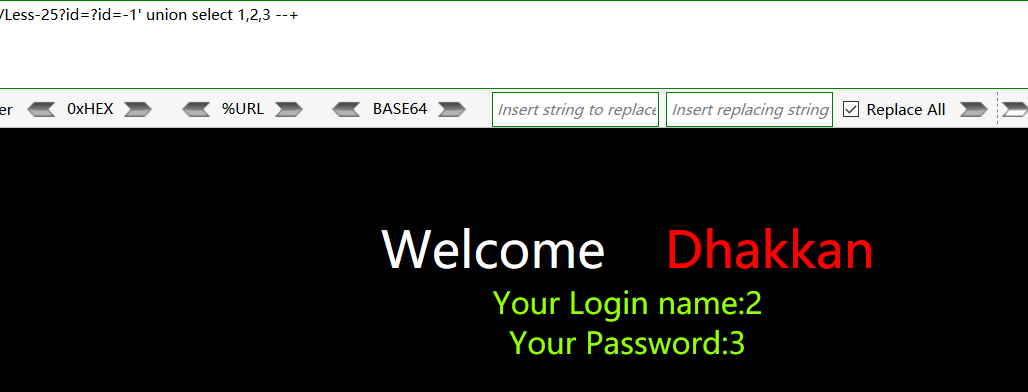 /Less-25?id=?id=-1' union select 1,2,3 --+
er 0xHEX %URL BASE64 Insert string to replace Insert replacing string Replace All
Welcome Dhakkan
Your Login name:2
Your Password:3